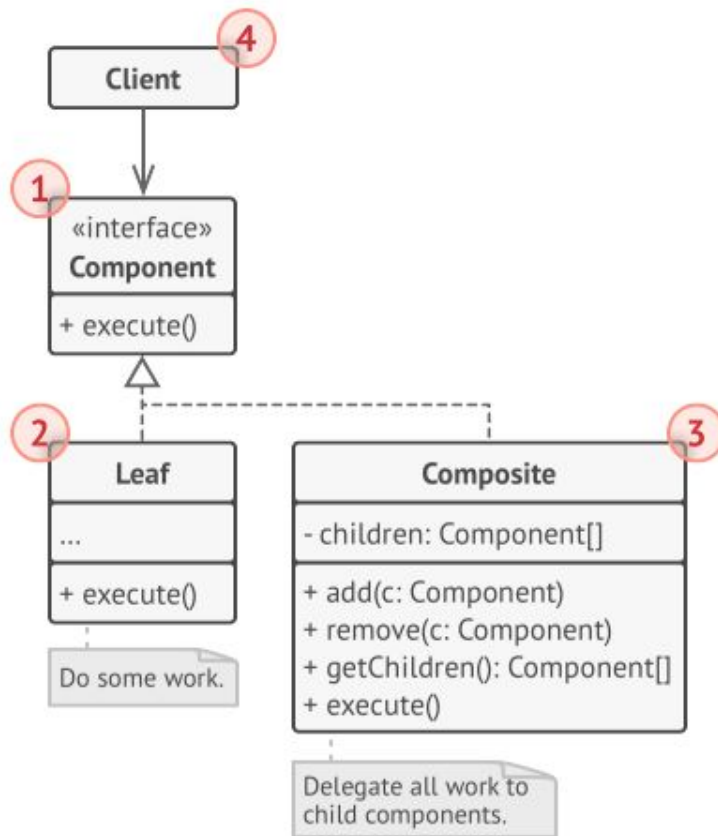 4
Client
1
«interface»
Component
+ execute()
2
Leaf
...
+ execute()
Do some work.
3
Composite
- children: Component[]
+ add(c: Component)
+ remove(c: Component)
+ getChildren(): Component[]
+ execute()
Delegate all work to
child components.